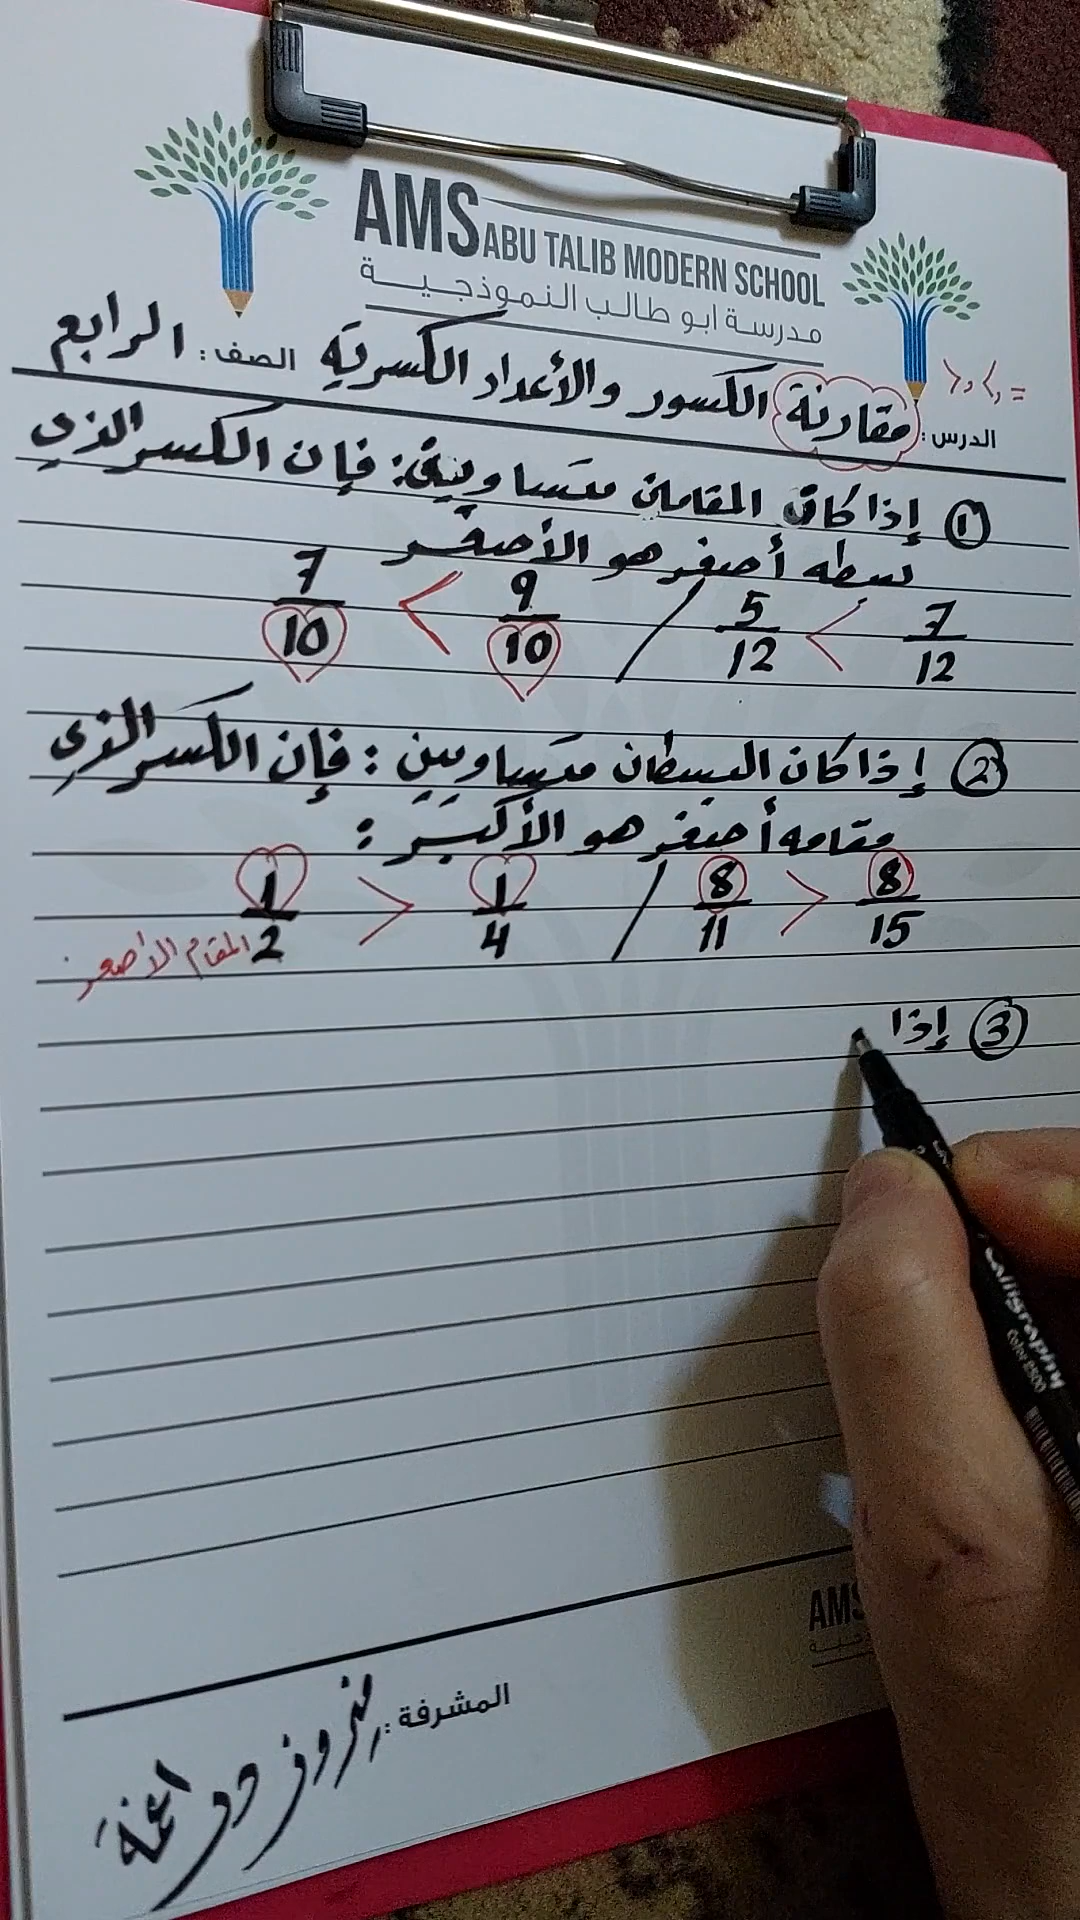 AMS ABU TALIB MODERN SCHOOL
مدرسة ابو طالب النموذجية
الدرس: مقارنة الكسور والأعداد الكسرية الصف: الرابع
< , > , =
① إذا كان المقامين متساويين: فإن الكسر الذي
بسطه أصغر هو الأصغر
7/10 < 9/10 / 5/12 < 7/12
② إذا كان البسطان متساويين: فإن الكسر الذي
مقامه أصغر هو الأكبر:
1/2 > 1/4 / 8/11 > 8/15
المقام الأصغر
③ إذا
AMS
المشرفة:
Calligraphy